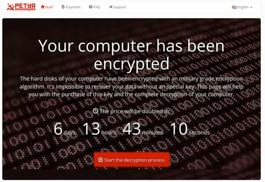 PETYA
Start Payment FAQ Support English
Your computer has been
encrypted
The hard disks of your computer have been encrypted with an military grade encryption
algorithm. It's impossible to recover your data without an special key. This page will help
you with the purchase of this key and the complete decryption of your computer.
The price will be doubled in:
6 days 13 hours 43 minutes 10 seconds
Start the decryption process